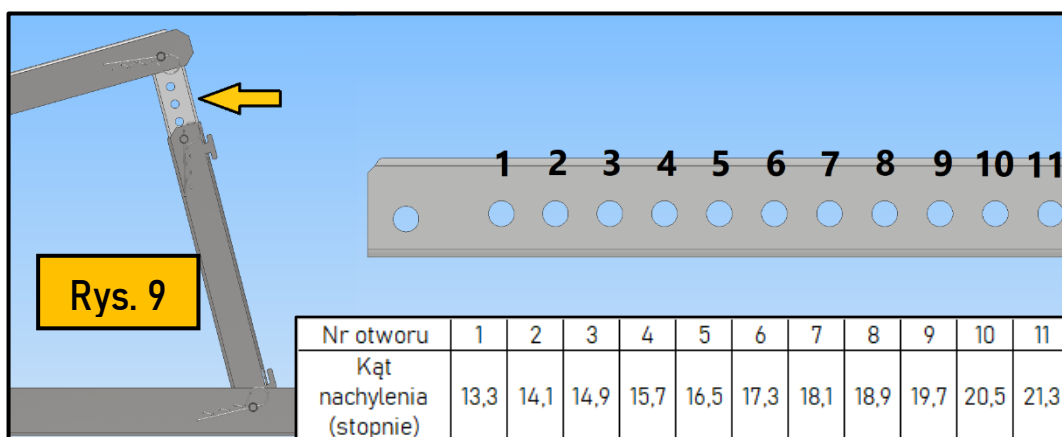 1 2 3 4 5 6 7 8 9 10 11
Rys. 9
Nr otworu 1 2 3 4 5 6 7 8 9 10 11
Kąt
nachylenia 13,3 14,1 14,9 15,7 16,5 17,3 18,1 18,9 19,7 20,5 21,3
(stopnie)